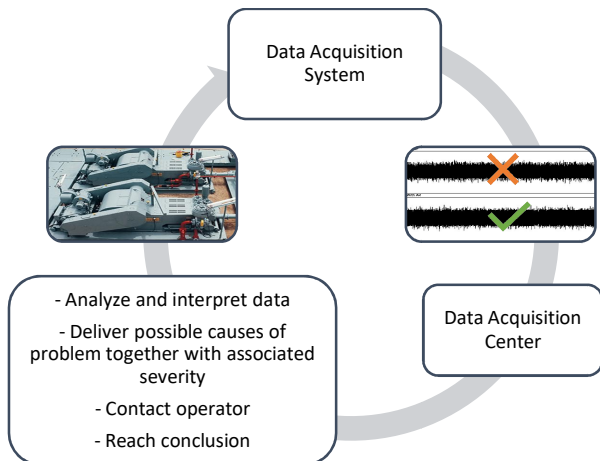 Data Acquisition
System
Data Acquisition
Center
- Analyze and interpret data
- Deliver possible causes of
problem together with associated
severity
- Contact operator
- Reach conclusion